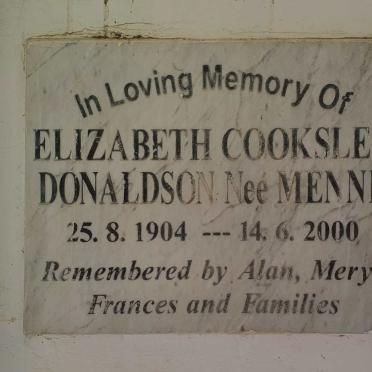 In Loving Memory Of
ELIZABETH COOKSLE
DONALDSON Neé MENN
25. 8. 1904 --- 14. 6. 2000
Remembered by Alan, Mery
Frances and Families